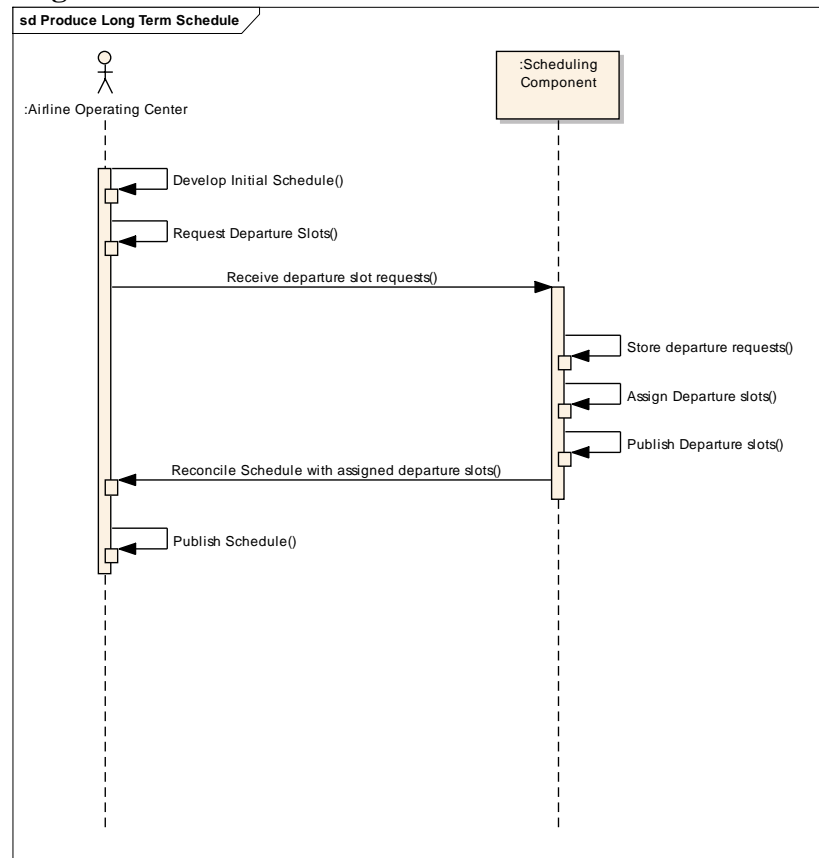 sd Produce Long Term Schedule
:Airline Operating Center
:Scheduling
Component
Develop Initial Schedule()
Request Departure Slots()
Receive departure slot requests()
Store departure requests()
Assign Departure slots()
Publish Departure slots()
Reconcile Schedule with assigned departure slots()
Publish Schedule()